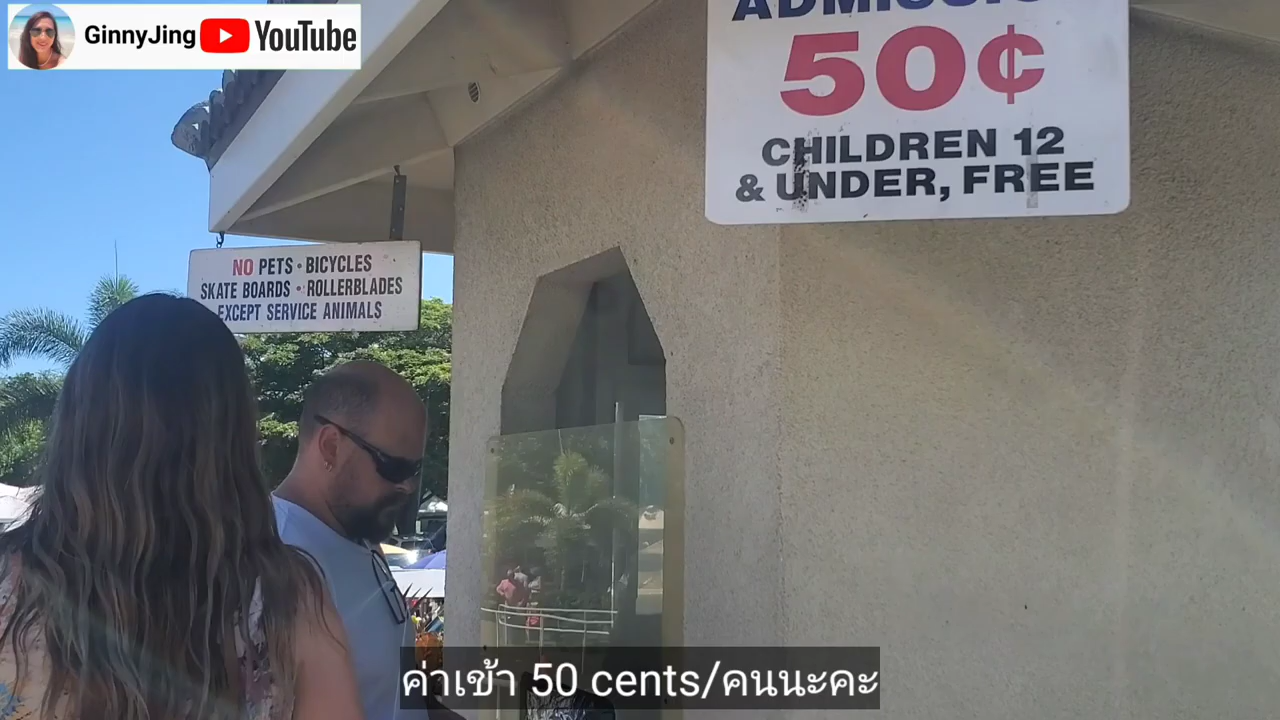 GinnyJing YouTube
ADMISSIO
50¢
CHILDREN 12
& UNDER, FREE
NO PETS • BICYCLES
SKATE BOARDS • ROLLERBLADES
EXCEPT SERVICE ANIMALS
ค่าเข้า 50 cents/คนนะคะ